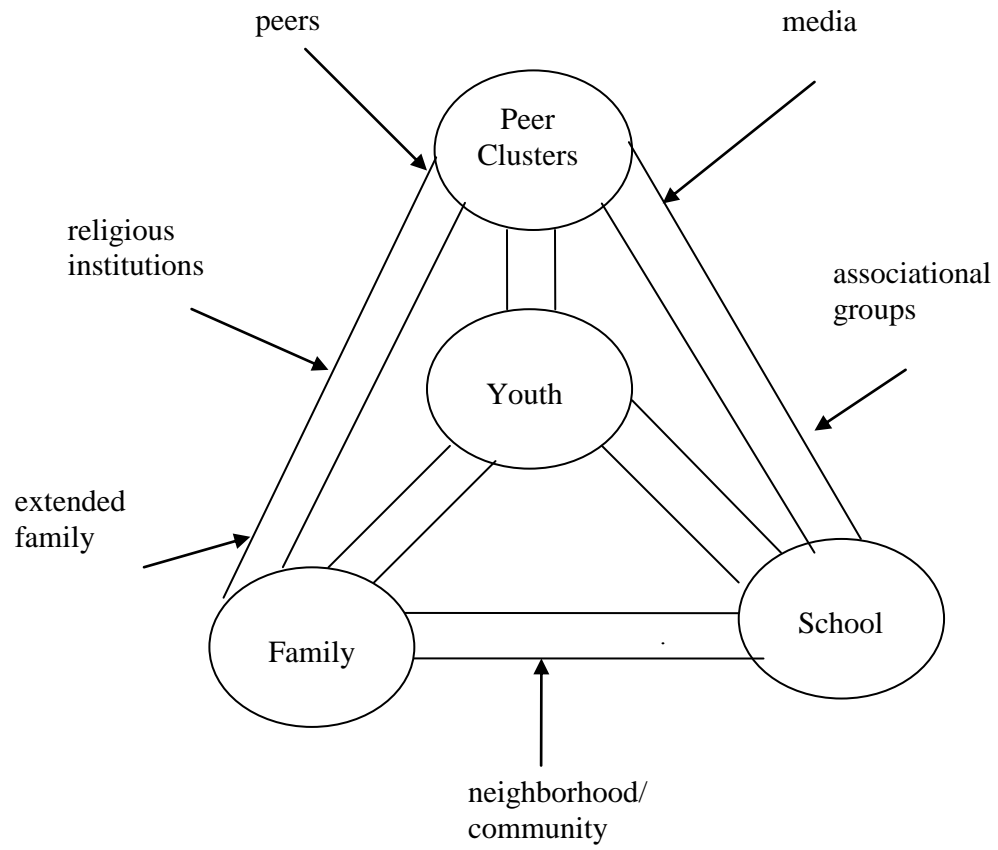 peers
media
Peer
Clusters
religious
institutions
associational
groups
Youth
extended
family
School
Family
neighborhood/
community